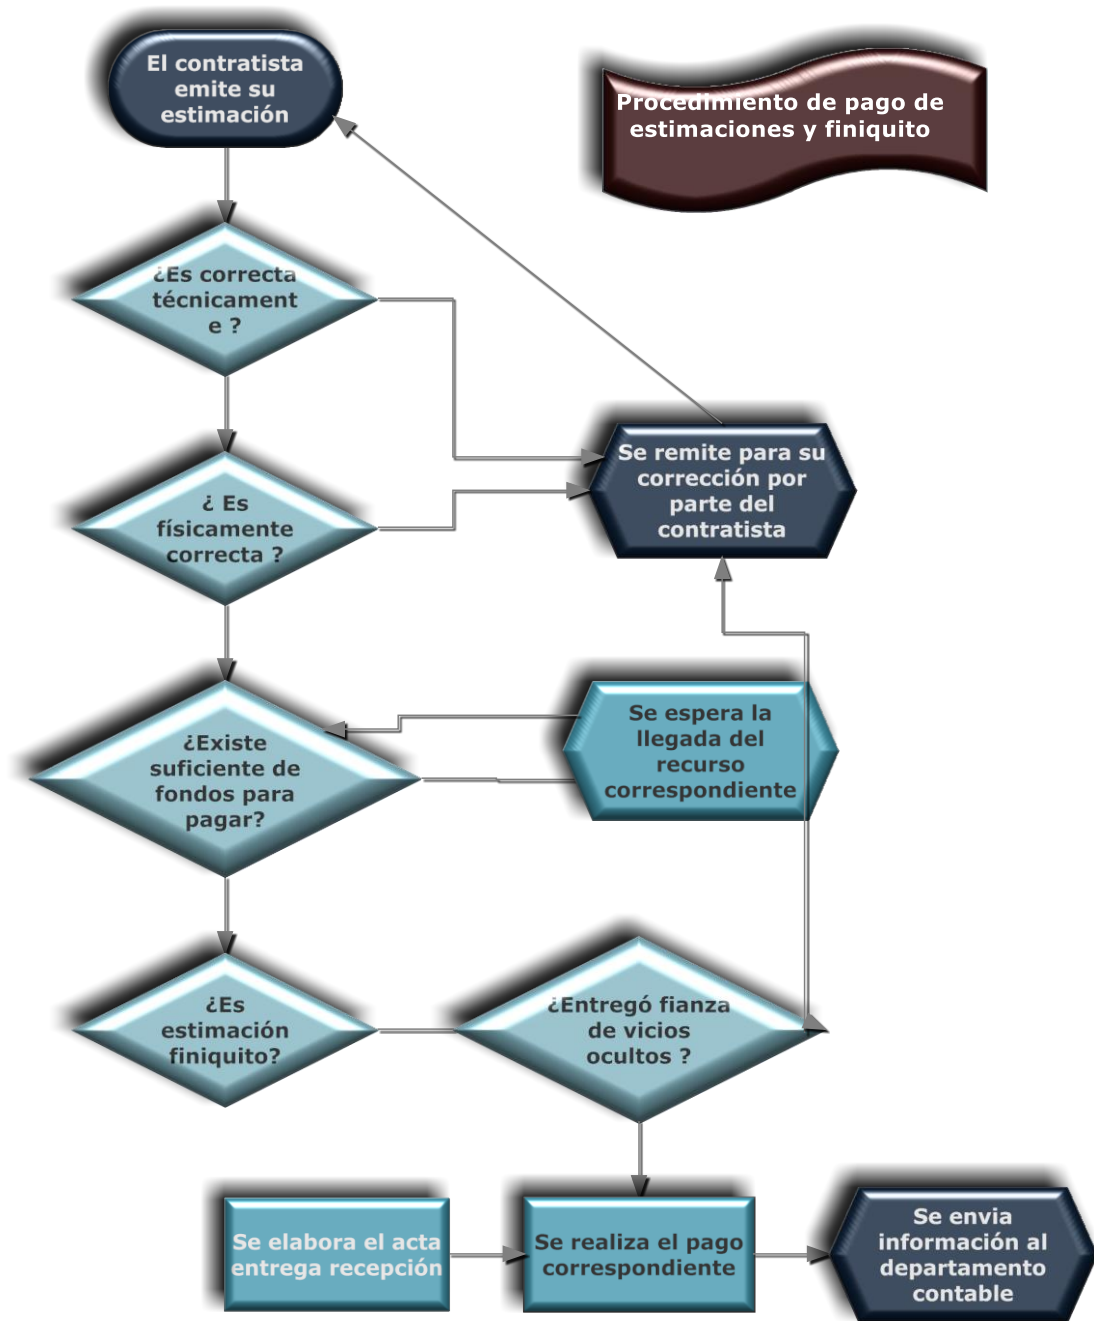 El contratista
emite su
estimación
Procedimiento de pago de
estimaciones y finiquito
¿Es correcta
técnicament
e ?
¿ Es
físicamente
correcta ?
Se remite para su
corrección por
parte del
contratista
¿Existe
suficiente de
fondos para
pagar?
Se espera la
llegada del
recurso
correspondiente
¿Es
estimación
finiquito?
¿Entregó fianza
de vicios
ocultos ?
Se elabora el acta
entrega recepción
Se realiza el pago
correspondiente
Se envia
información al
departamento
contable